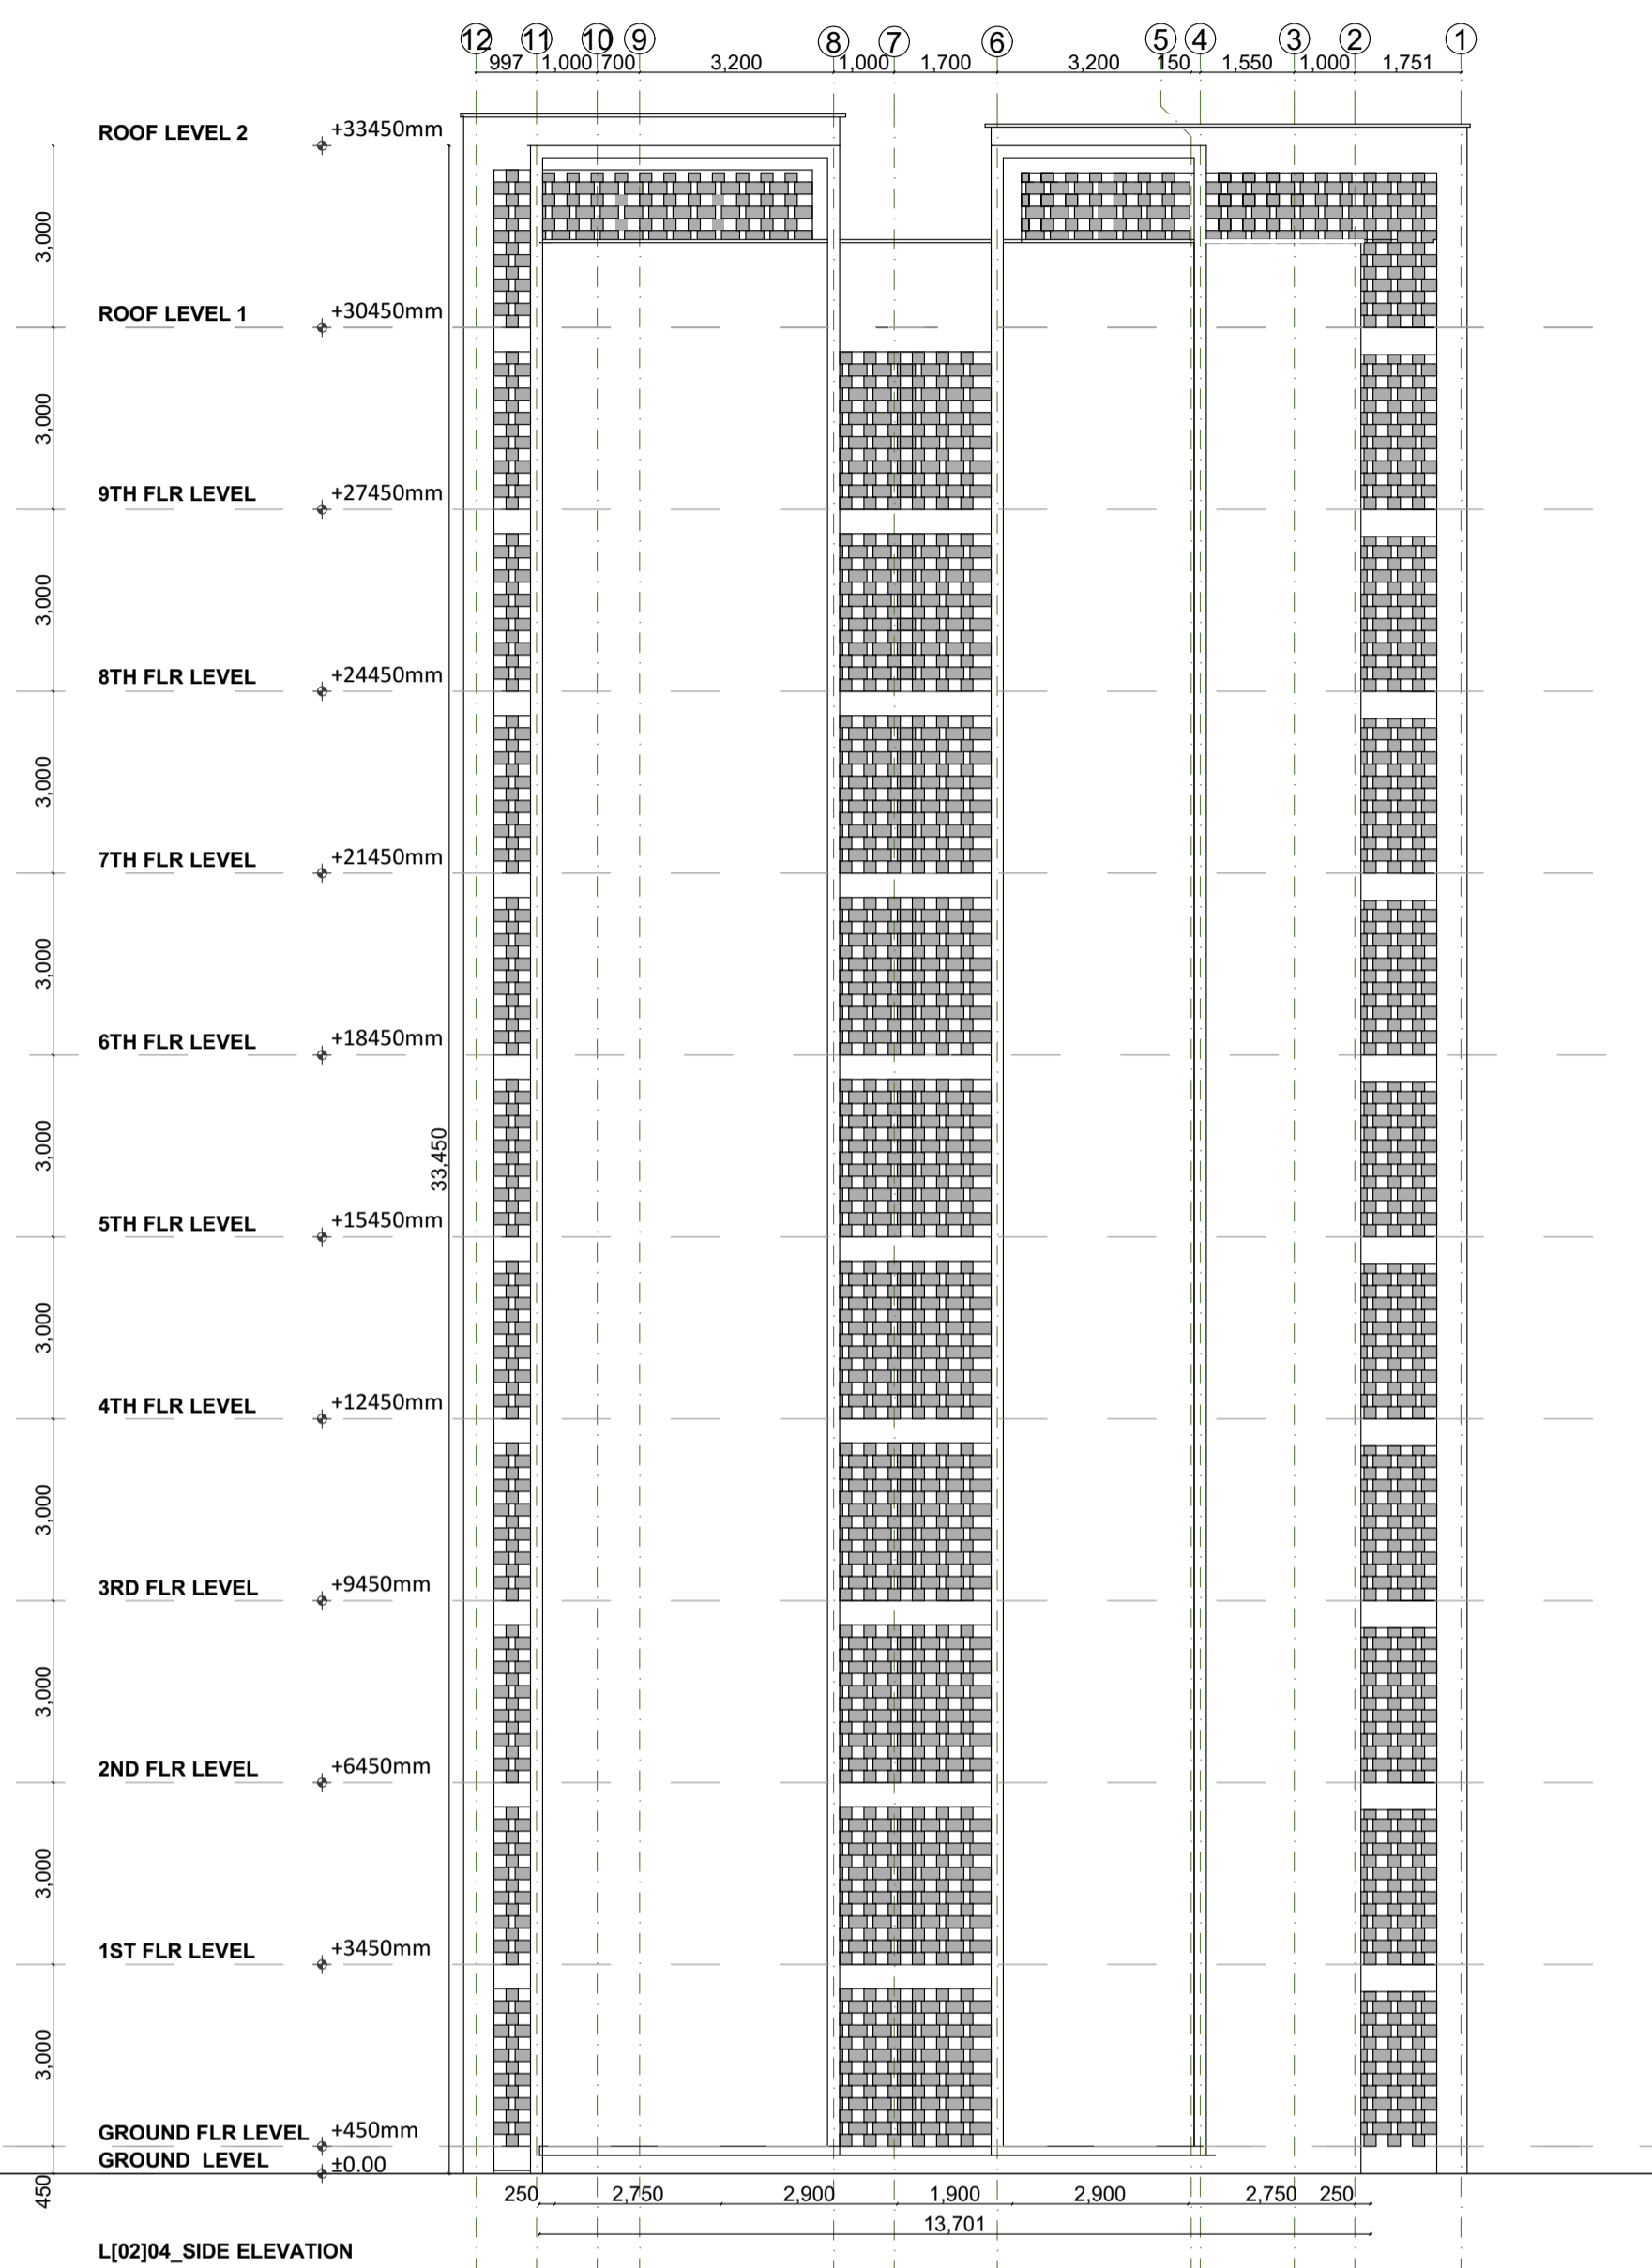 12 11 10 9 8 7 6 5 4 3 2 1
997 1,000 700 3,200 1,000 1,700 3,200 150 1,550 1,000 1,751
ROOF LEVEL 2 +33450mm
3,000
ROOF LEVEL 1 +30450mm
3,000
9TH FLR LEVEL +27450mm
3,000
8TH FLR LEVEL +24450mm
3,000
7TH FLR LEVEL +21450mm
3,000
6TH FLR LEVEL +18450mm
3,000
33,450
5TH FLR LEVEL +15450mm
3,000
4TH FLR LEVEL +12450mm
3,000
3RD FLR LEVEL +9450mm
3,000
2ND FLR LEVEL +6450mm
3,000
1ST FLR LEVEL +3450mm
3,000
GROUND FLR LEVEL +450mm
GROUND LEVEL ±0.00
450
250 2,750 2,900 1,900 2,900 2,750 250
13,701
L[02]04_SIDE ELEVATION